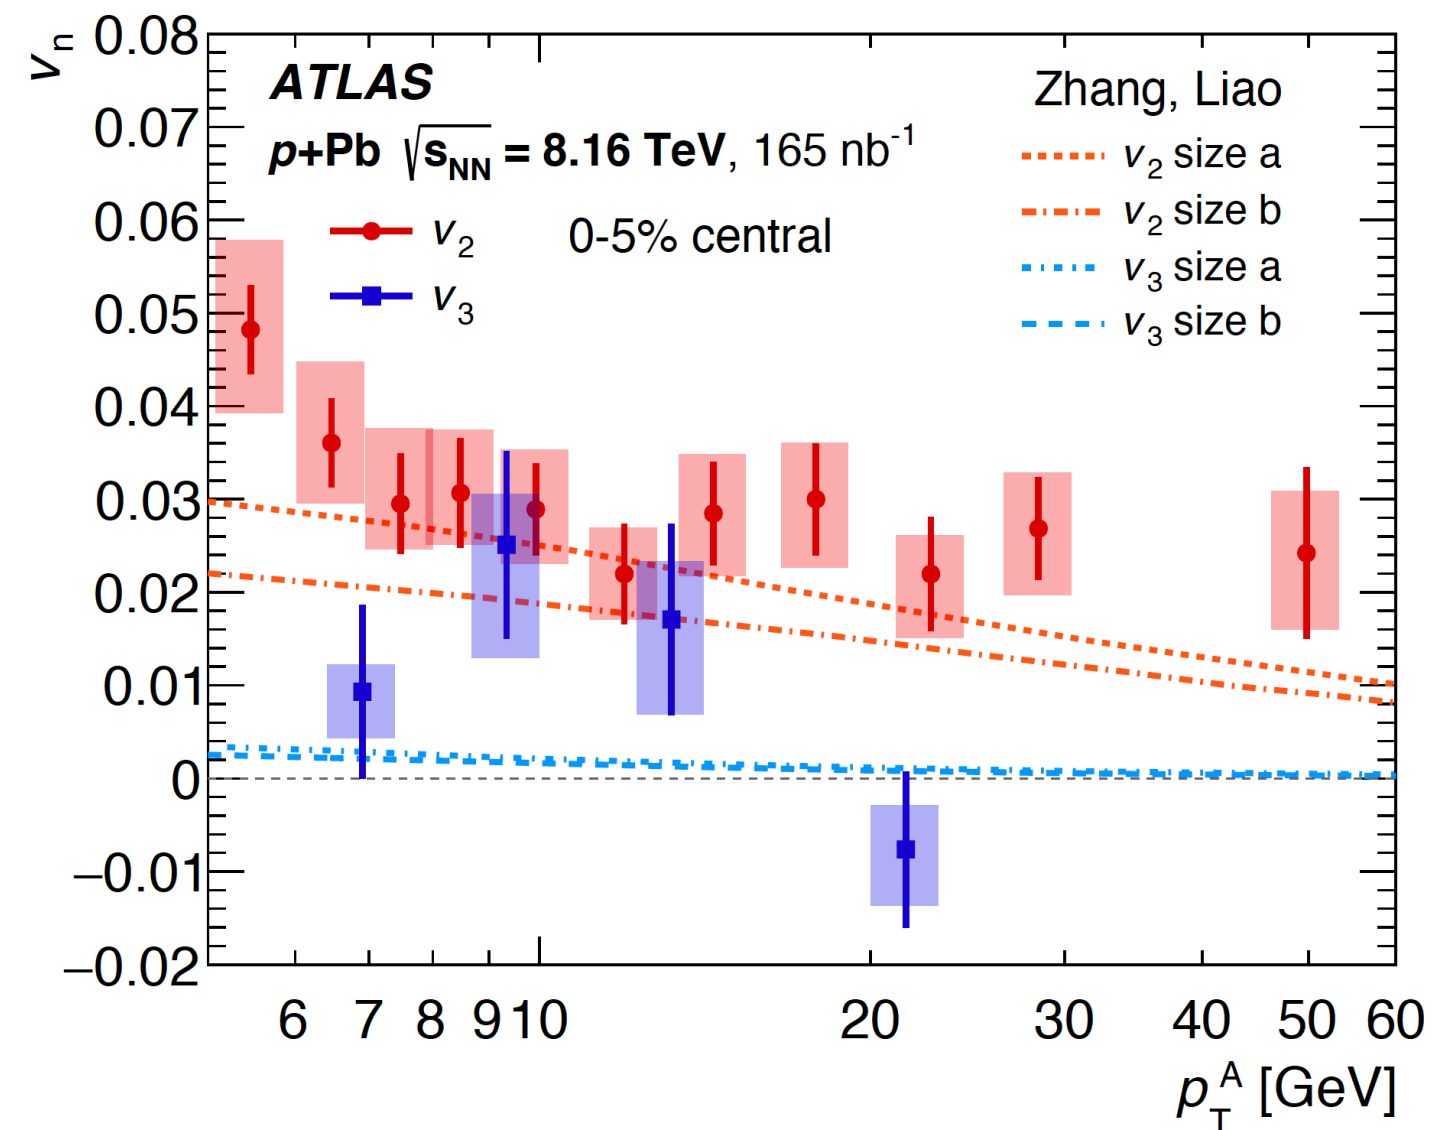 v_n
0.08
0.07
0.06
0.05
0.04
0.03
0.02
0.01
0
−0.01
−0.02
ATLAS
p+Pb √s_NN = 8.16 TeV, 165 nb^-1
v_2
0-5% central
v_3
Zhang, Liao
v_2 size a
v_2 size b
v_3 size a
v_3 size b
6 7 8 9 10 20 30 40 50 60
p_T^A [GeV]